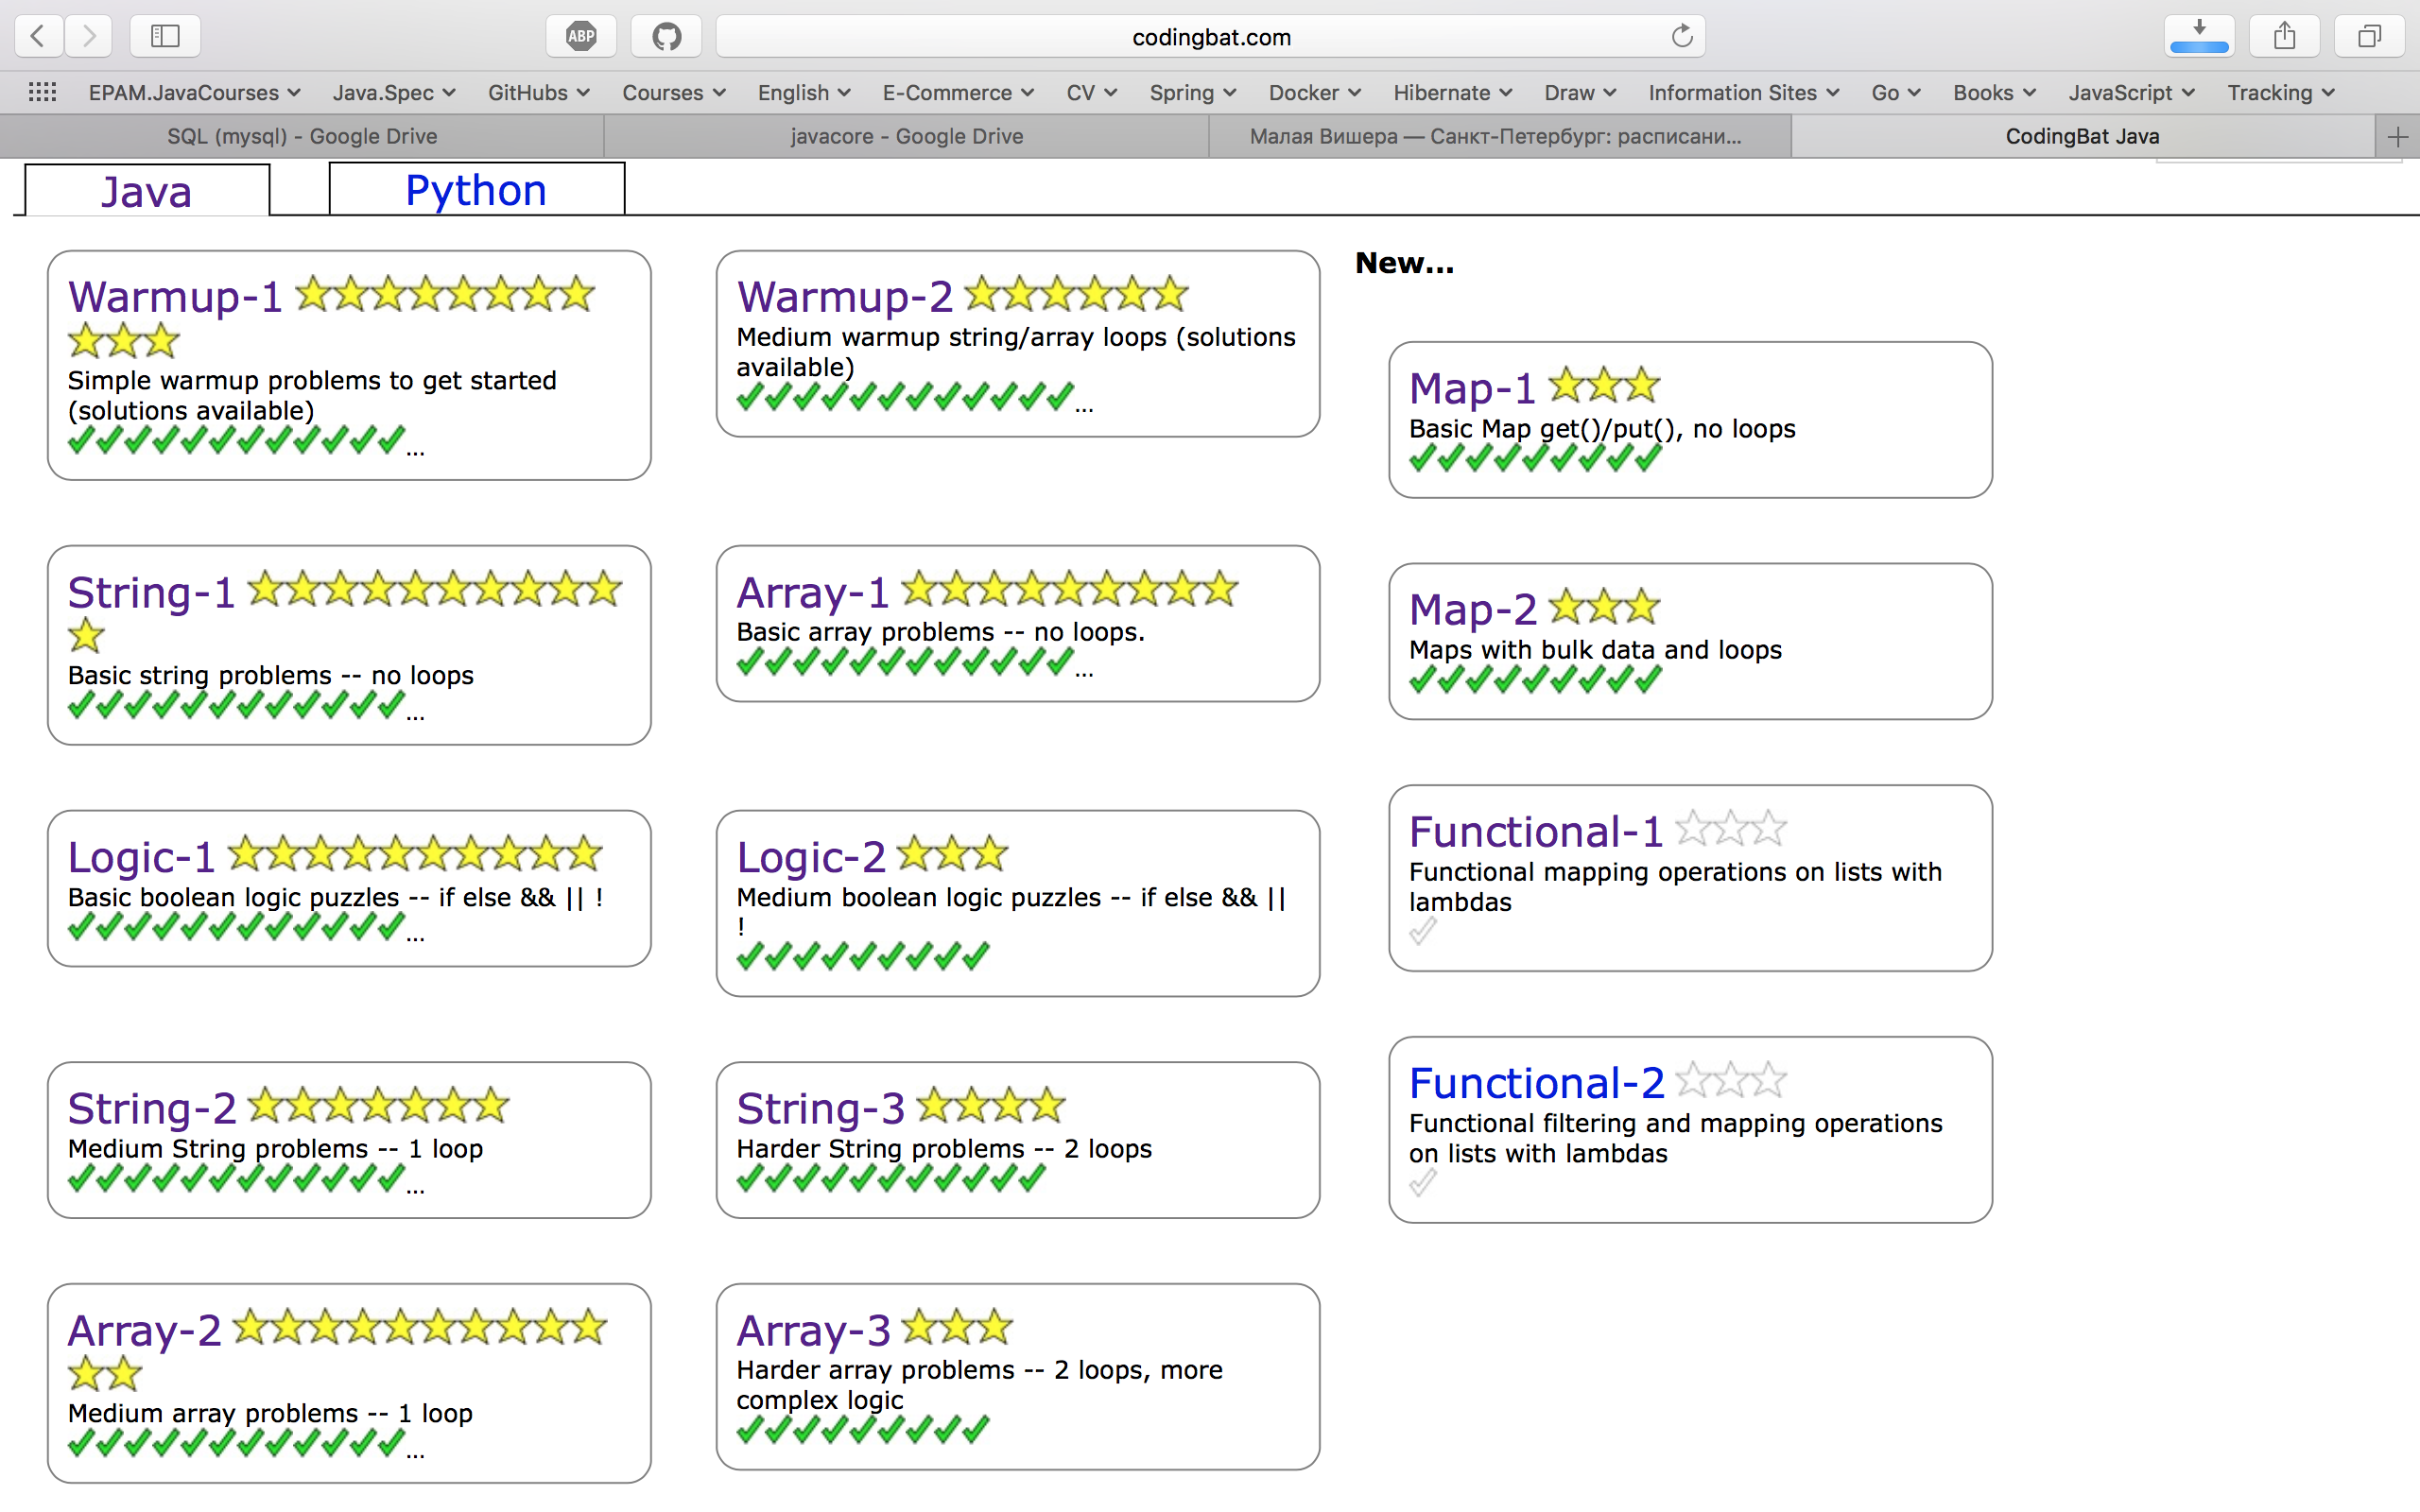 ABP
codingbat.com
EPAM.JavaCourses Java.Spec GitHubs Courses English E-Commerce CV Spring Docker Hibernate Draw Information Sites Go Books JavaScript Tracking
SQL (mysql) - Google Drive
javacore - Google Drive
Малая Вишера — Санкт-Петербург: расписани...
CodingBat Java
Java
Python
Warmup-1
Simple warmup problems to get started
(solutions available)
...
Warmup-2
Medium warmup string/array loops (solutions
available)
...
New...
Map-1
Basic Map get()/put(), no loops
String-1
Basic string problems -- no loops
...
Array-1
Basic array problems -- no loops.
...
Map-2
Maps with bulk data and loops
Logic-1
Basic boolean logic puzzles -- if else && || !
...
Logic-2
Medium boolean logic puzzles -- if else && ||
!
Functional-1
Functional mapping operations on lists with
lambdas
String-2
Medium String problems -- 1 loop
...
String-3
Harder String problems -- 2 loops
Functional-2
Functional filtering and mapping operations
on lists with lambdas
Array-2
Medium array problems -- 1 loop
...
Array-3
Harder array problems -- 2 loops, more
complex logic